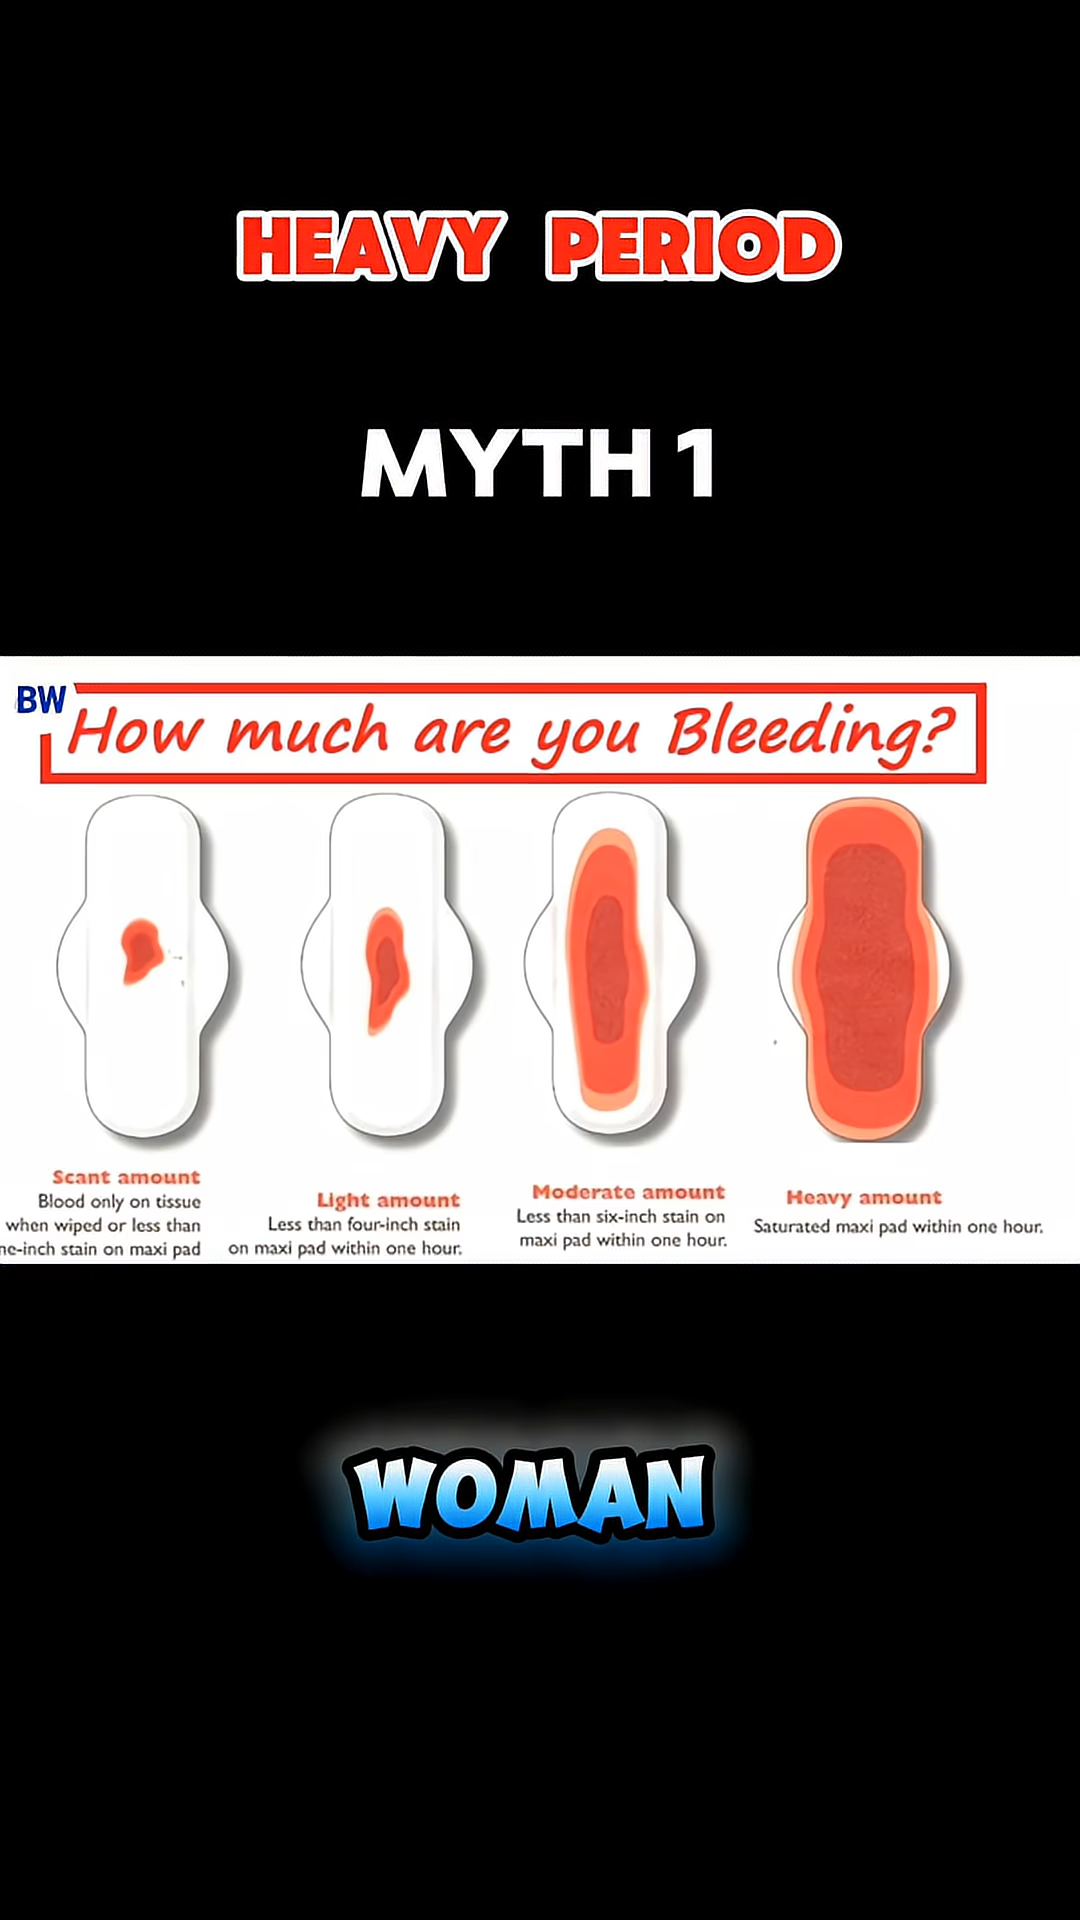 HEAVY PERIOD
MYTH 1
BW
How much are you Bleeding?
Scant amount
Blood only on tissue
when wiped or less than
ne-inch stain on maxi pad
Light amount
Less than four-inch stain
on maxi pad within one hour.
Moderate amount
Less than six-inch stain on
maxi pad within one hour.
Heavy amount
Saturated maxi pad within one hour.
WOMAN